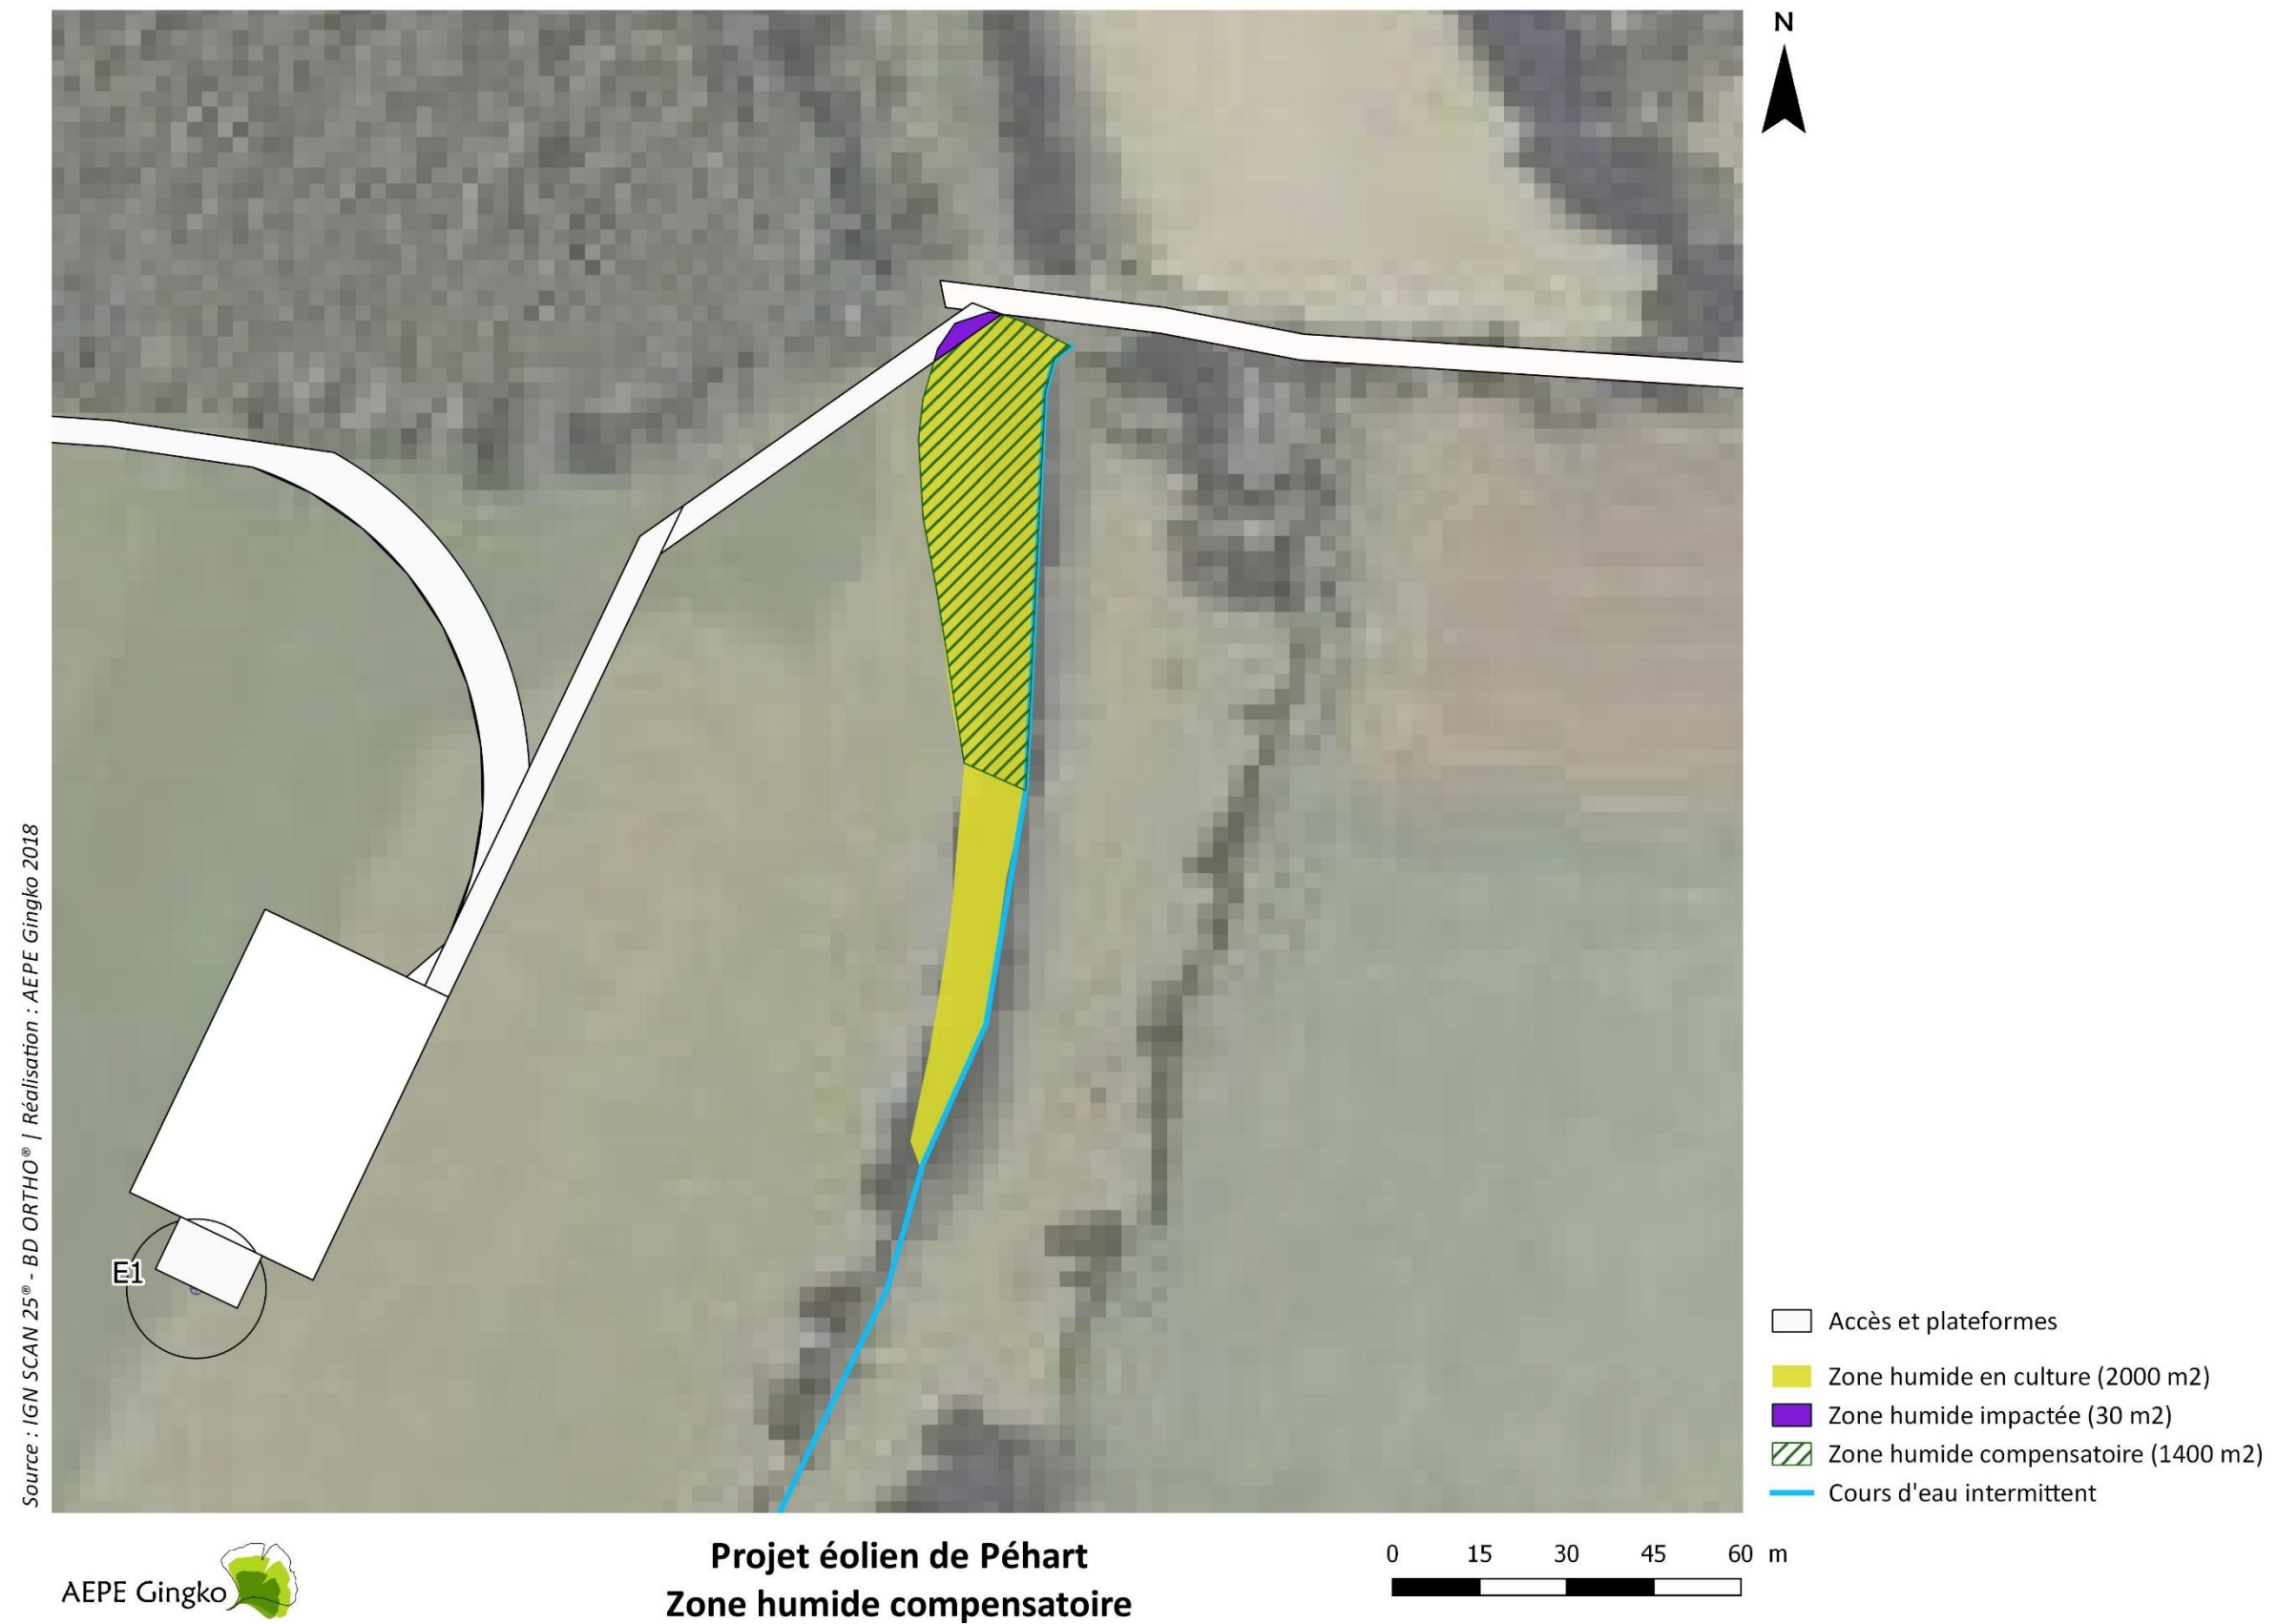 N
Source : IGN SCAN 25® - BD ORTHO® | Réalisation : AEPE Gingko 2018
E1
Accès et plateformes
Zone humide en culture (2000 m2)
Zone humide impactée (30 m2)
Zone humide compensatoire (1400 m2)
Cours d'eau intermittent
AEPE Gingko
Projet éolien de Péhart
Zone humide compensatoire
0 15 30 45 60 m